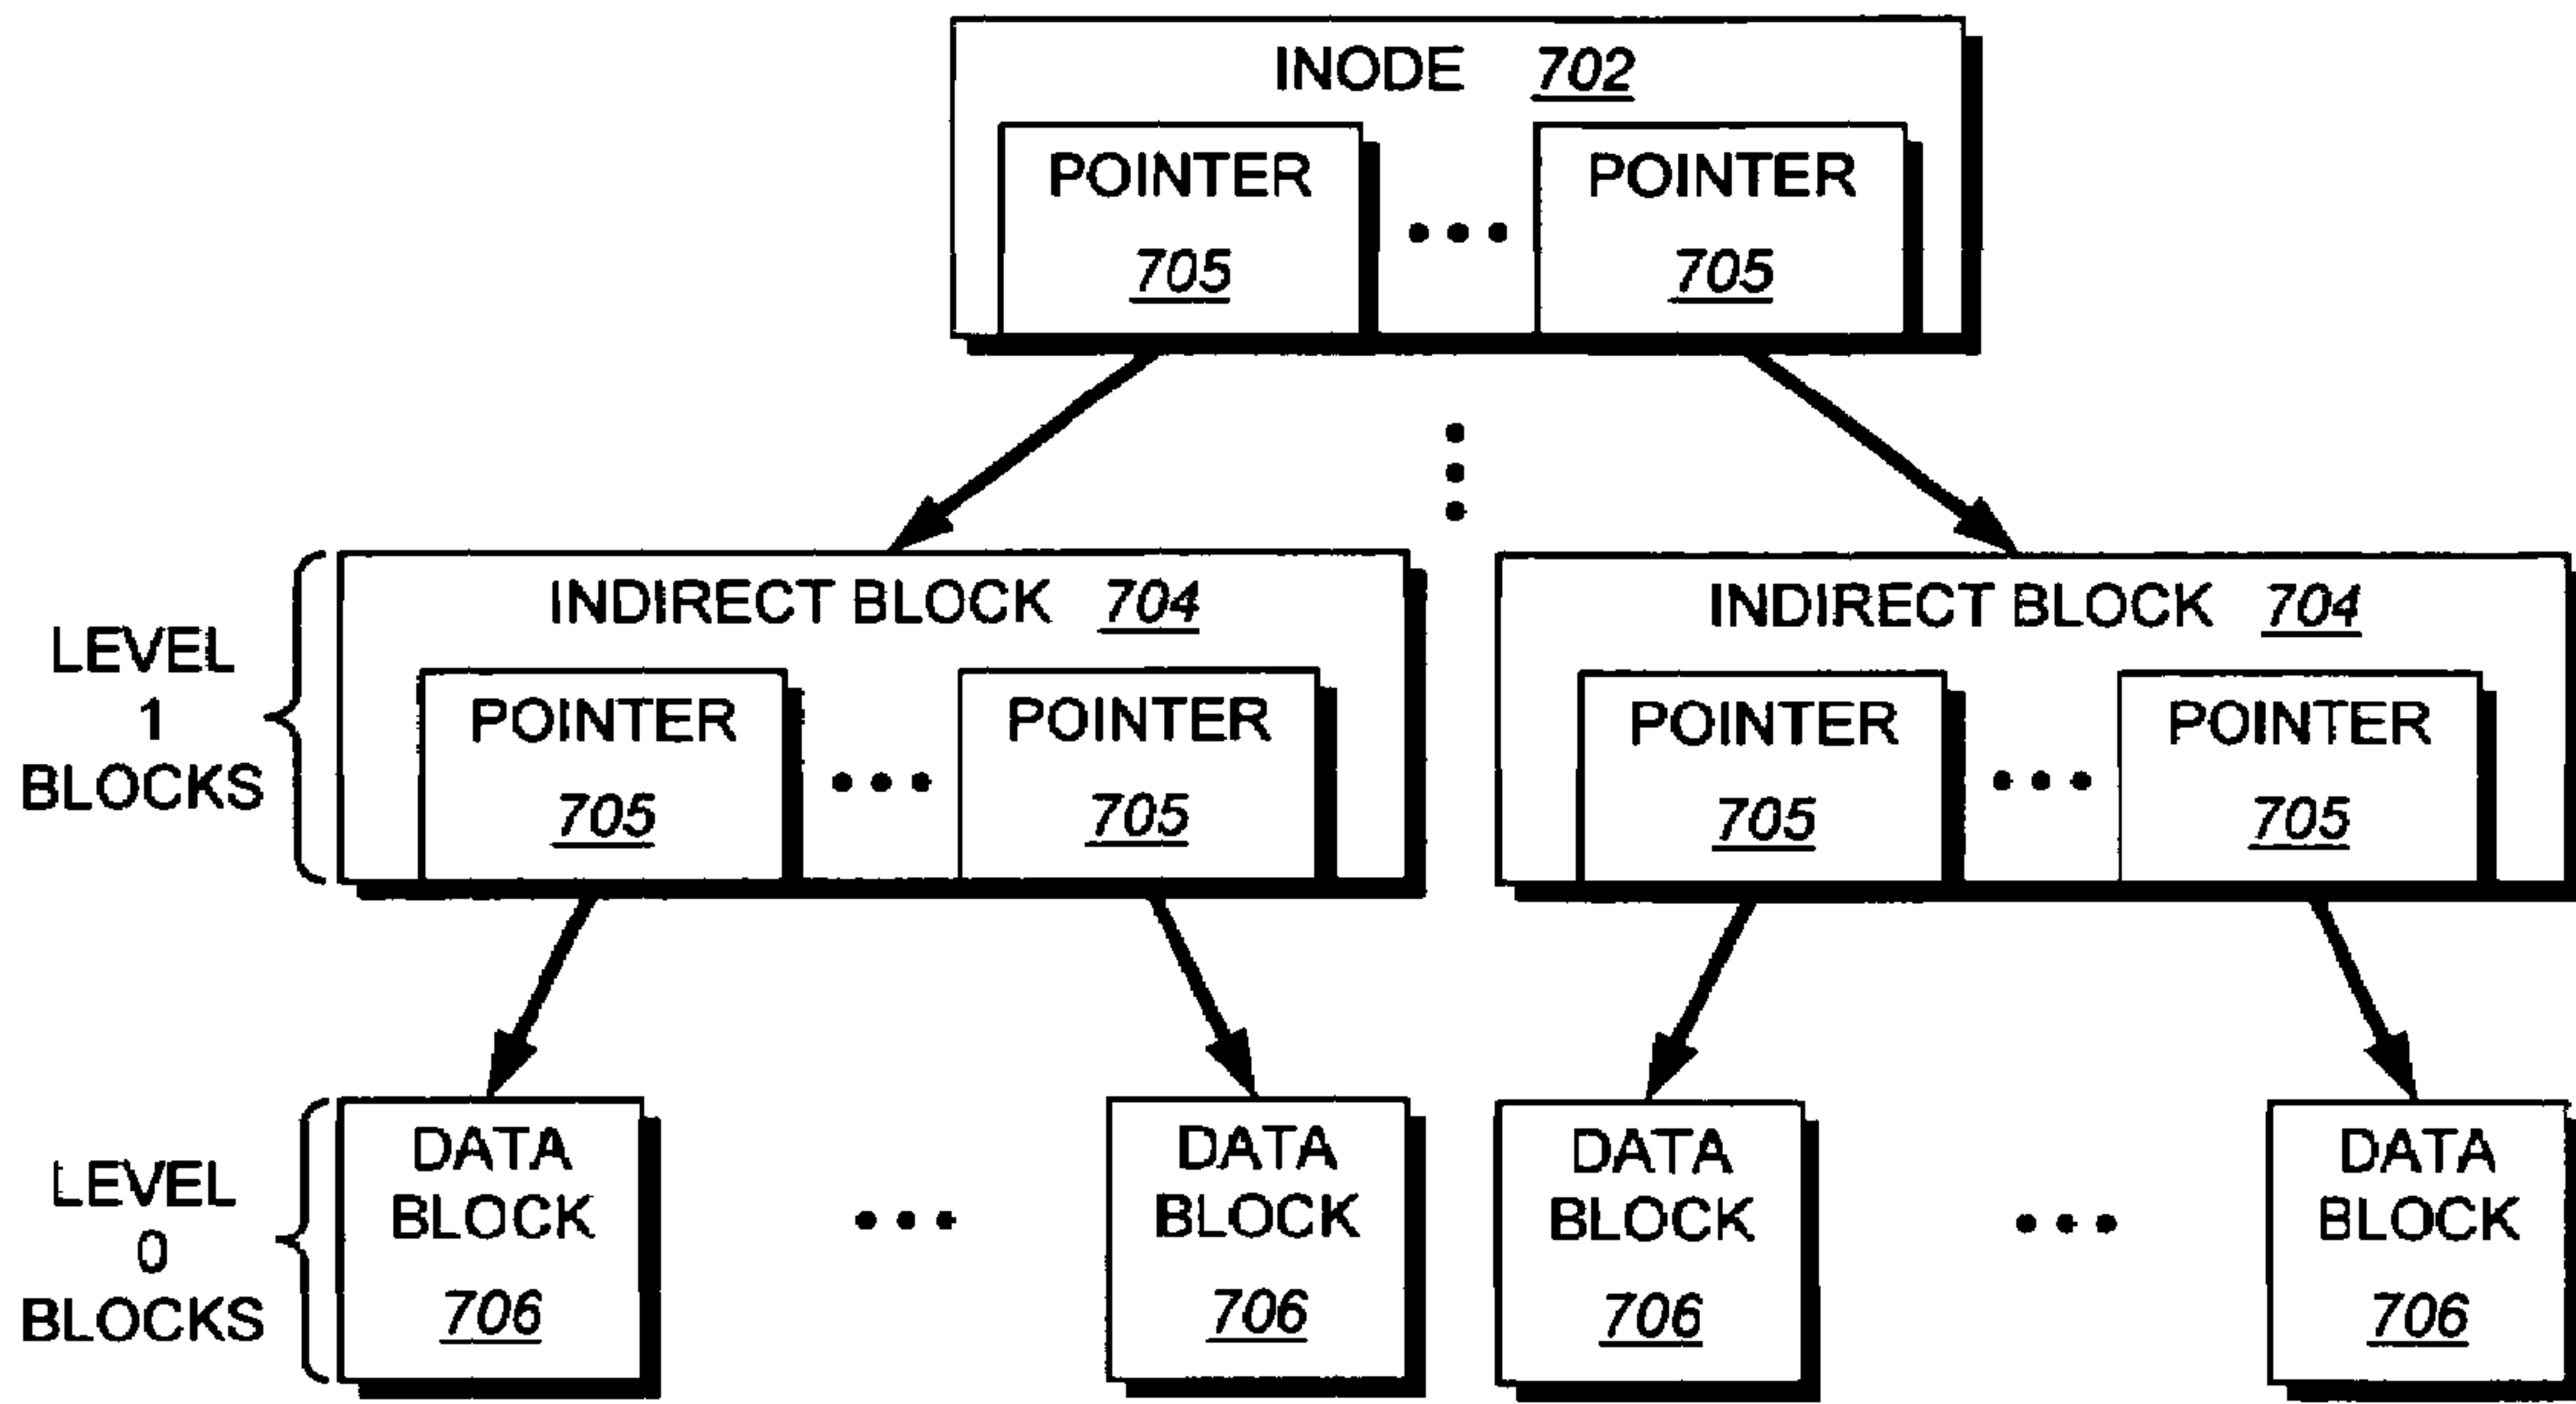 INODE 702
POINTER POINTER
705 ••• 705
INDIRECT BLOCK 704 INDIRECT BLOCK 704
LEVEL
1
BLOCKS
POINTER POINTER POINTER POINTER
705 ••• 705 705 ••• 705
LEVEL
0
BLOCKS
DATA
BLOCK
706
•••
DATA
BLOCK
706
DATA
BLOCK
706
•••
DATA
BLOCK
706